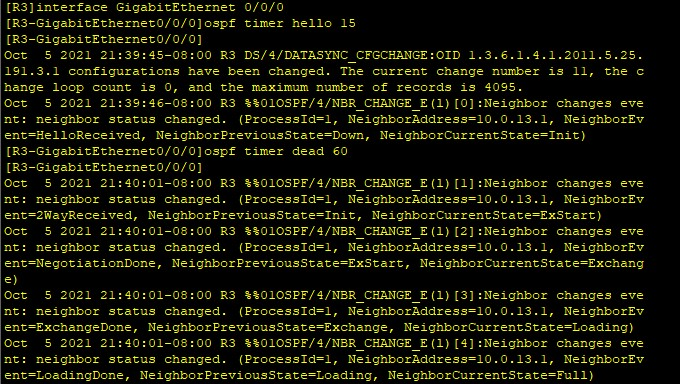 [R3]interface GigabitEthernet 0/0/0
[R3-GigabitEthernet0/0/0]ospf timer hello 15
[R3-GigabitEthernet0/0/0]
Oct  5 2021 21:39:45-08:00 R3 DS/4/DATASYNC_CFGCHANGE:OID 1.3.6.1.4.1.2011.5.25.
191.3.1 configurations have been changed. The current change number is 11, the c
hange loop count is 0, and the maximum number of records is 4095.
Oct  5 2021 21:39:46-08:00 R3 %%01OSPF/4/NBR_CHANGE_E(l)[0]:Neighbor changes eve
nt: neighbor status changed. (ProcessId=1, NeighborAddress=10.0.13.1, NeighborEv
ent=HelloReceived, NeighborPreviousState=Down, NeighborCurrentState=Init)
[R3-GigabitEthernet0/0/0]ospf timer dead 60
[R3-GigabitEthernet0/0/0]
Oct  5 2021 21:40:01-08:00 R3 %%01OSPF/4/NBR_CHANGE_E(l)[1]:Neighbor changes eve
nt: neighbor status changed. (ProcessId=1, NeighborAddress=10.0.13.1, NeighborEv
ent=2WayReceived, NeighborPreviousState=Init, NeighborCurrentState=ExStart)
Oct  5 2021 21:40:01-08:00 R3 %%01OSPF/4/NBR_CHANGE_E(l)[2]:Neighbor changes eve
nt: neighbor status changed. (ProcessId=1, NeighborAddress=10.0.13.1, NeighborEv
ent=NegotiationDone, NeighborPreviousState=ExStart, NeighborCurrentState=Exchang
e)
Oct  5 2021 21:40:01-08:00 R3 %%01OSPF/4/NBR_CHANGE_E(l)[3]:Neighbor changes eve
nt: neighbor status changed. (ProcessId=1, NeighborAddress=10.0.13.1, NeighborEv
ent=ExchangeDone, NeighborPreviousState=Exchange, NeighborCurrentState=Loading)
Oct  5 2021 21:40:01-08:00 R3 %%01OSPF/4/NBR_CHANGE_E(l)[4]:Neighbor changes eve
nt: neighbor status changed. (ProcessId=1, NeighborAddress=10.0.13.1, NeighborEv
ent=LoadingDone, NeighborPreviousState=Loading, NeighborCurrentState=Full)